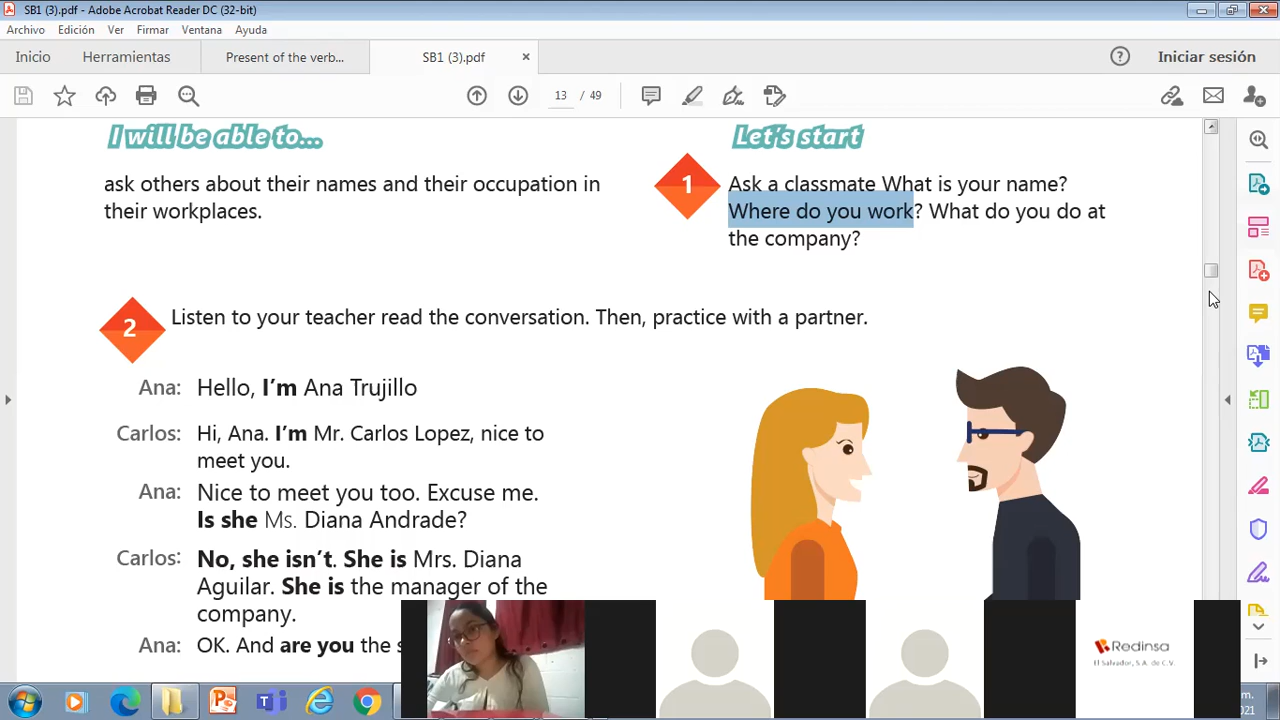 SB1 (3).pdf - Adobe Acrobat Reader DC (32-bit)
Archivo Edición Ver Firmar Ventana Ayuda
Inicio Herramientas Present of the verb... SB1 (3).pdf × Iniciar sesión
13 / 49
I will be able to...
ask others about their names and their occupation in
their workplaces.
Let's start
1 Ask a classmate What is your name?
Where do you work? What do you do at
the company?
2 Listen to your teacher read the conversation. Then, practice with a partner.
Ana: Hello, I'm Ana Trujillo
Carlos: Hi, Ana. I'm Mr. Carlos Lopez, nice to
meet you.
Ana: Nice to meet you too. Excuse me.
Is she Ms. Diana Andrade?
Carlos: No, she isn't. She is Mrs. Diana
Aguilar. She is the manager of the
company.
Ana: OK. And are you the
Redinsa
El Salvador, S.A. de C.V.
m.
2021